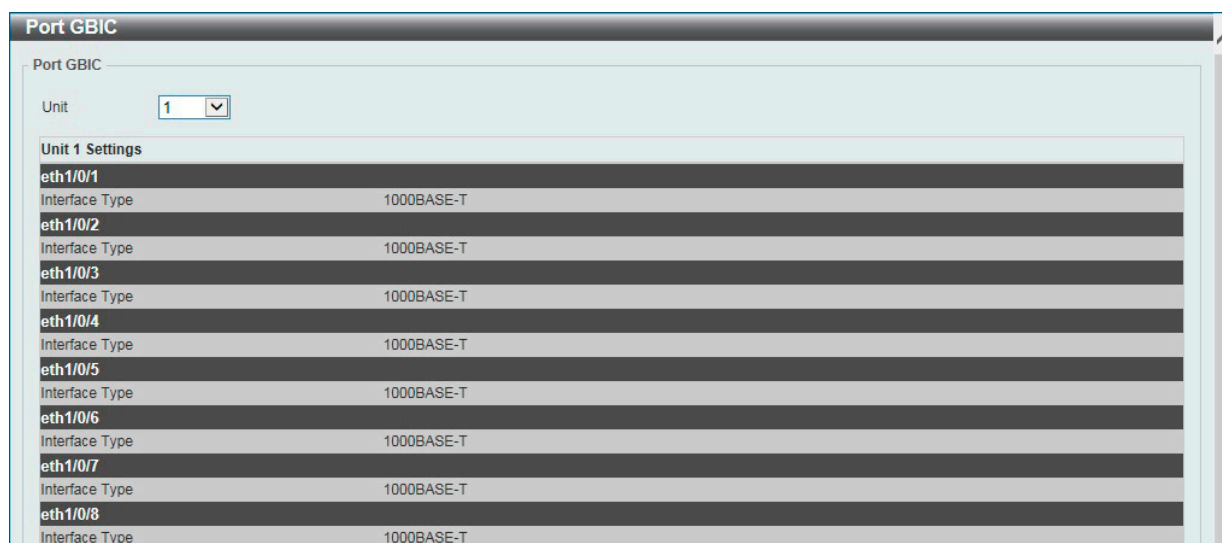 Port GBIC
Port GBIC
Unit 1
Unit 1 Settings
eth1/0/1
Interface Type 1000BASE-T
eth1/0/2
Interface Type 1000BASE-T
eth1/0/3
Interface Type 1000BASE-T
eth1/0/4
Interface Type 1000BASE-T
eth1/0/5
Interface Type 1000BASE-T
eth1/0/6
Interface Type 1000BASE-T
eth1/0/7
Interface Type 1000BASE-T
eth1/0/8
Interface Type 1000BASE-T